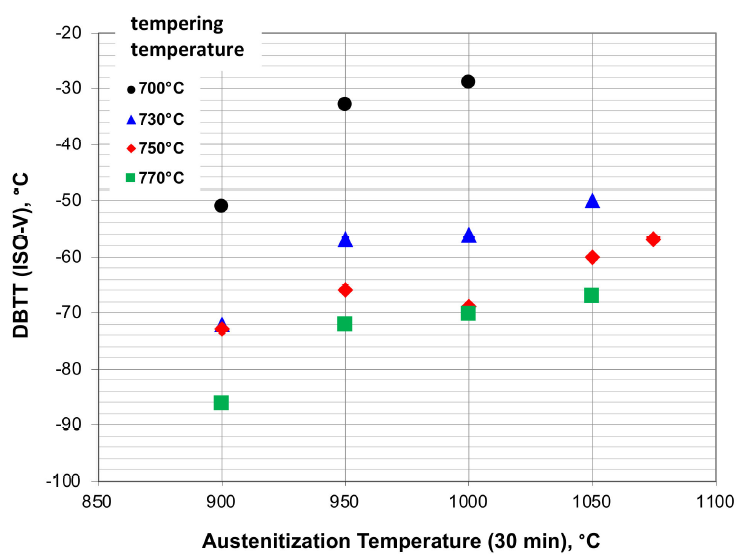 tempering
temperature
700°C
730°C
750°C
770°C
-20
-30
-40
-50
-60
-70
-80
-90
-100
850
900
950
1000
1050
1100
DBTT (ISO-V), °C
Austenitization Temperature (30 min), °C